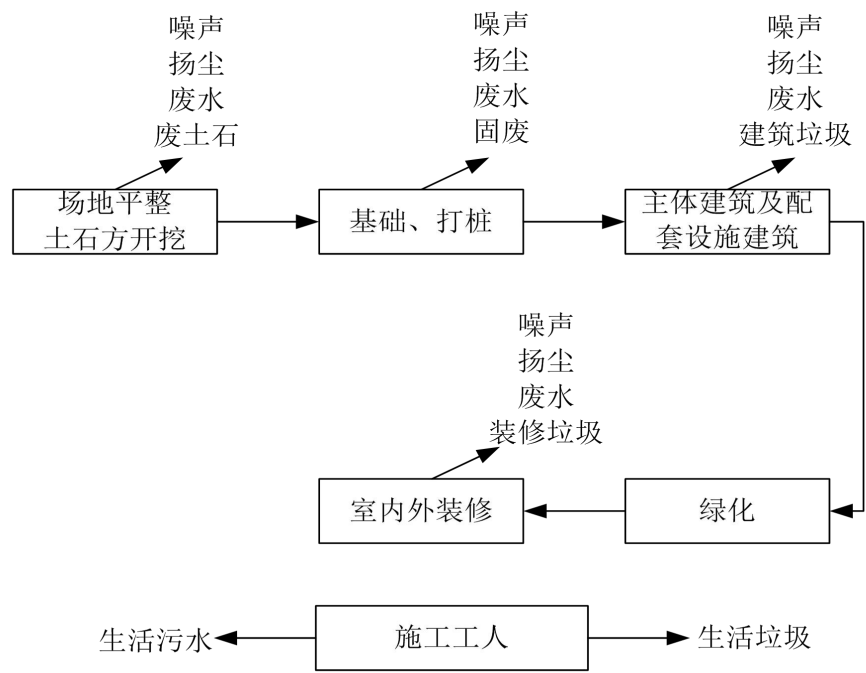 噪声
扬尘
废水
废土石
噪声
扬尘
废水
固废
噪声
扬尘
废水
建筑垃圾
场地平整
土石方开挖
基础、打桩
主体建筑及配
套设施建筑
噪声
扬尘
废水
装修垃圾
室内外装修
绿化
生活污水
施工工人
生活垃圾